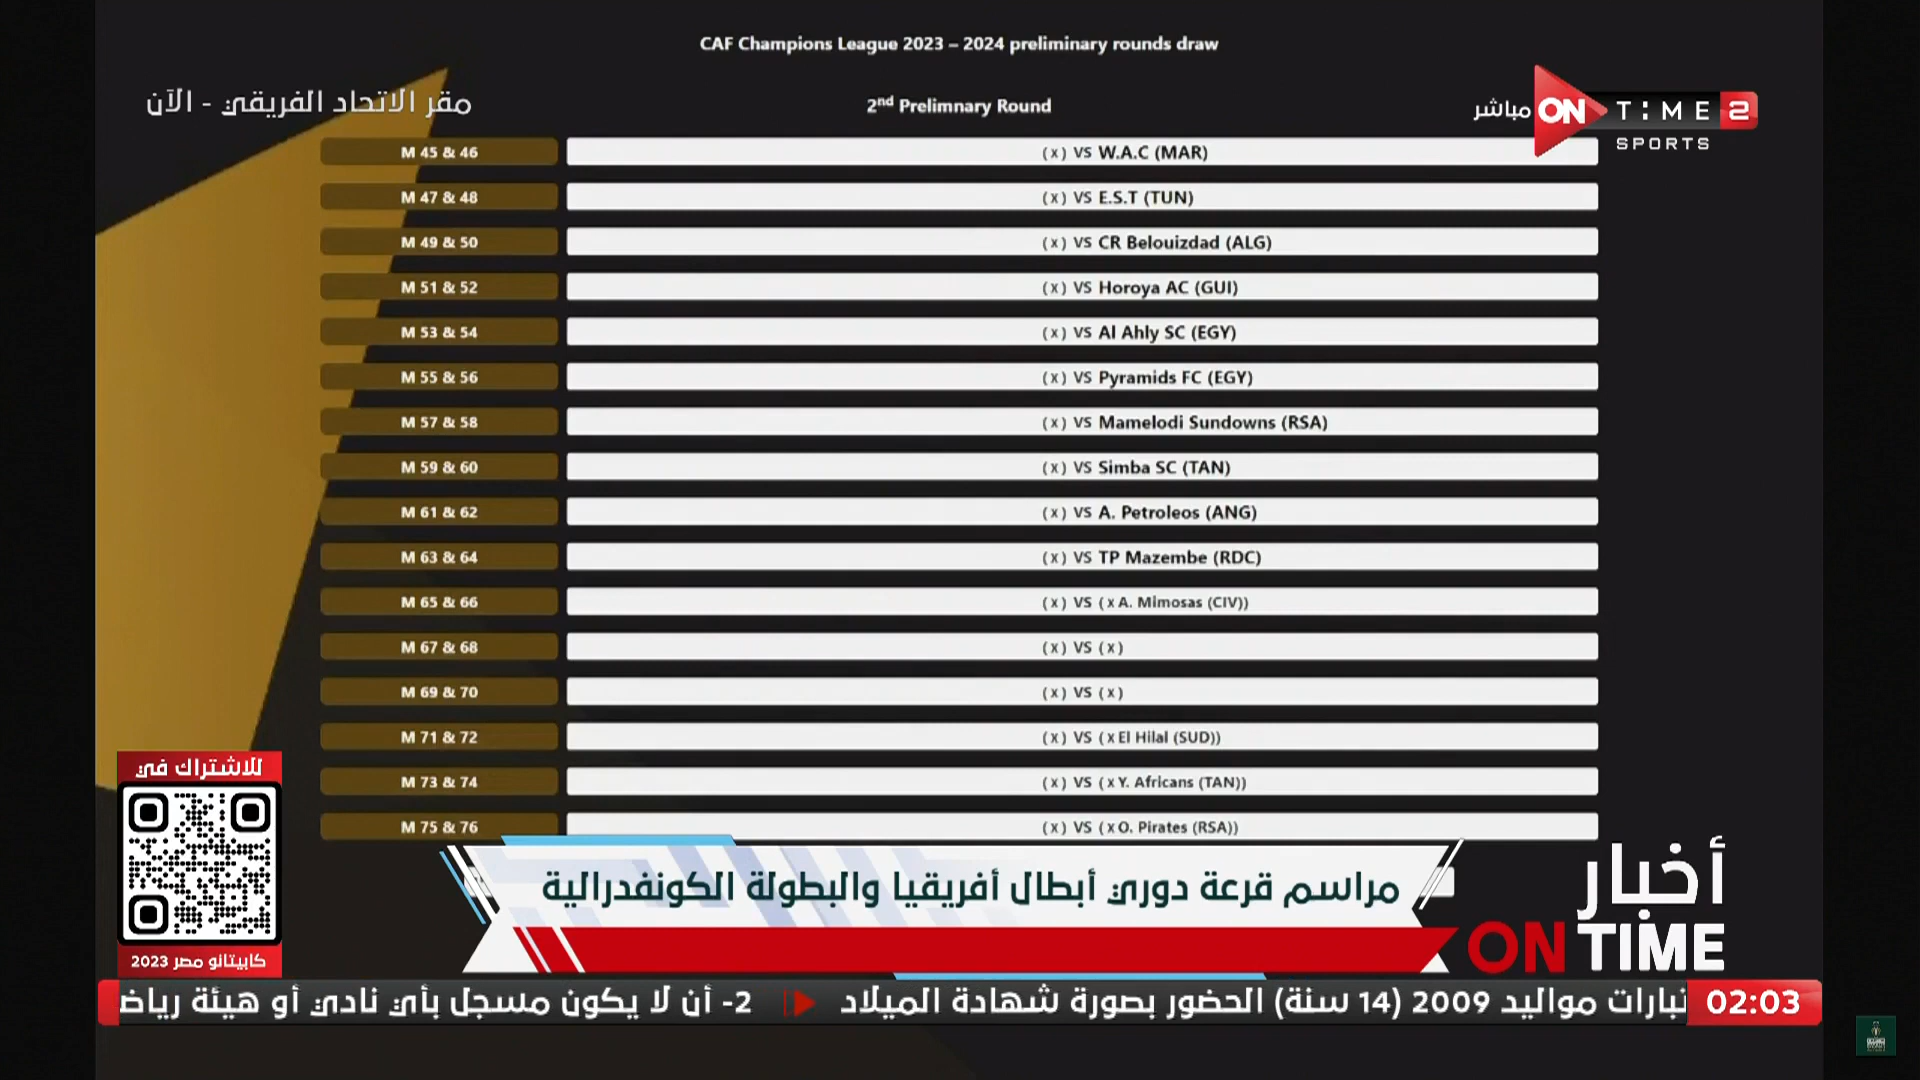 CAF Champions League 2023 – 2024 preliminary rounds draw
مقر الاتحاد الفريقي - الآن
2nd Prelimnary Round
مباشر ON TIME 2
SPORTS
M 45 & 46 (x) VS W.A.C (MAR)
M 47 & 48 (x) VS E.S.T (TUN)
M 49 & 50 (x) VS CR Belouizdad (ALG)
M 51 & 52 (x) VS Horoya AC (GUI)
M 53 & 54 (x) VS Al Ahly SC (EGY)
M 55 & 56 (x) VS Pyramids FC (EGY)
M 57 & 58 (x) VS Mamelodi Sundowns (RSA)
M 59 & 60 (x) VS Simba SC (TAN)
M 61 & 62 (x) VS A. Petroleos (ANG)
M 63 & 64 (x) VS TP Mazembe (RDC)
M 65 & 66 (x) VS (x A. Mimosas (CIV))
M 67 & 68 (x) VS (x)
M 69 & 70 (x) VS (x)
M 71 & 72 (x) VS (x El Hilal (SUD))
M 73 & 74 (x) VS (x Y. Africans (TAN))
M 75 & 76 (x) VS (x O. Pirates (RSA))
للاشتراك في
كابيتانو مصر 2023
مراسم قرعة دوري أبطال أفريقيا والبطولة الكونفدرالية
أخبار
ON TIME
02:03
مواليد 2009 (14 سنة) الحضور بصورة شهادة الميلاد
2- أن لا يكون مسجل بأي نادي أو هيئة